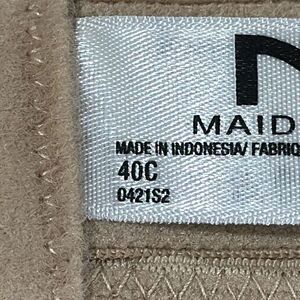 MAID
MADE IN INDONESIA/ FABRIQ
40C
0421S2